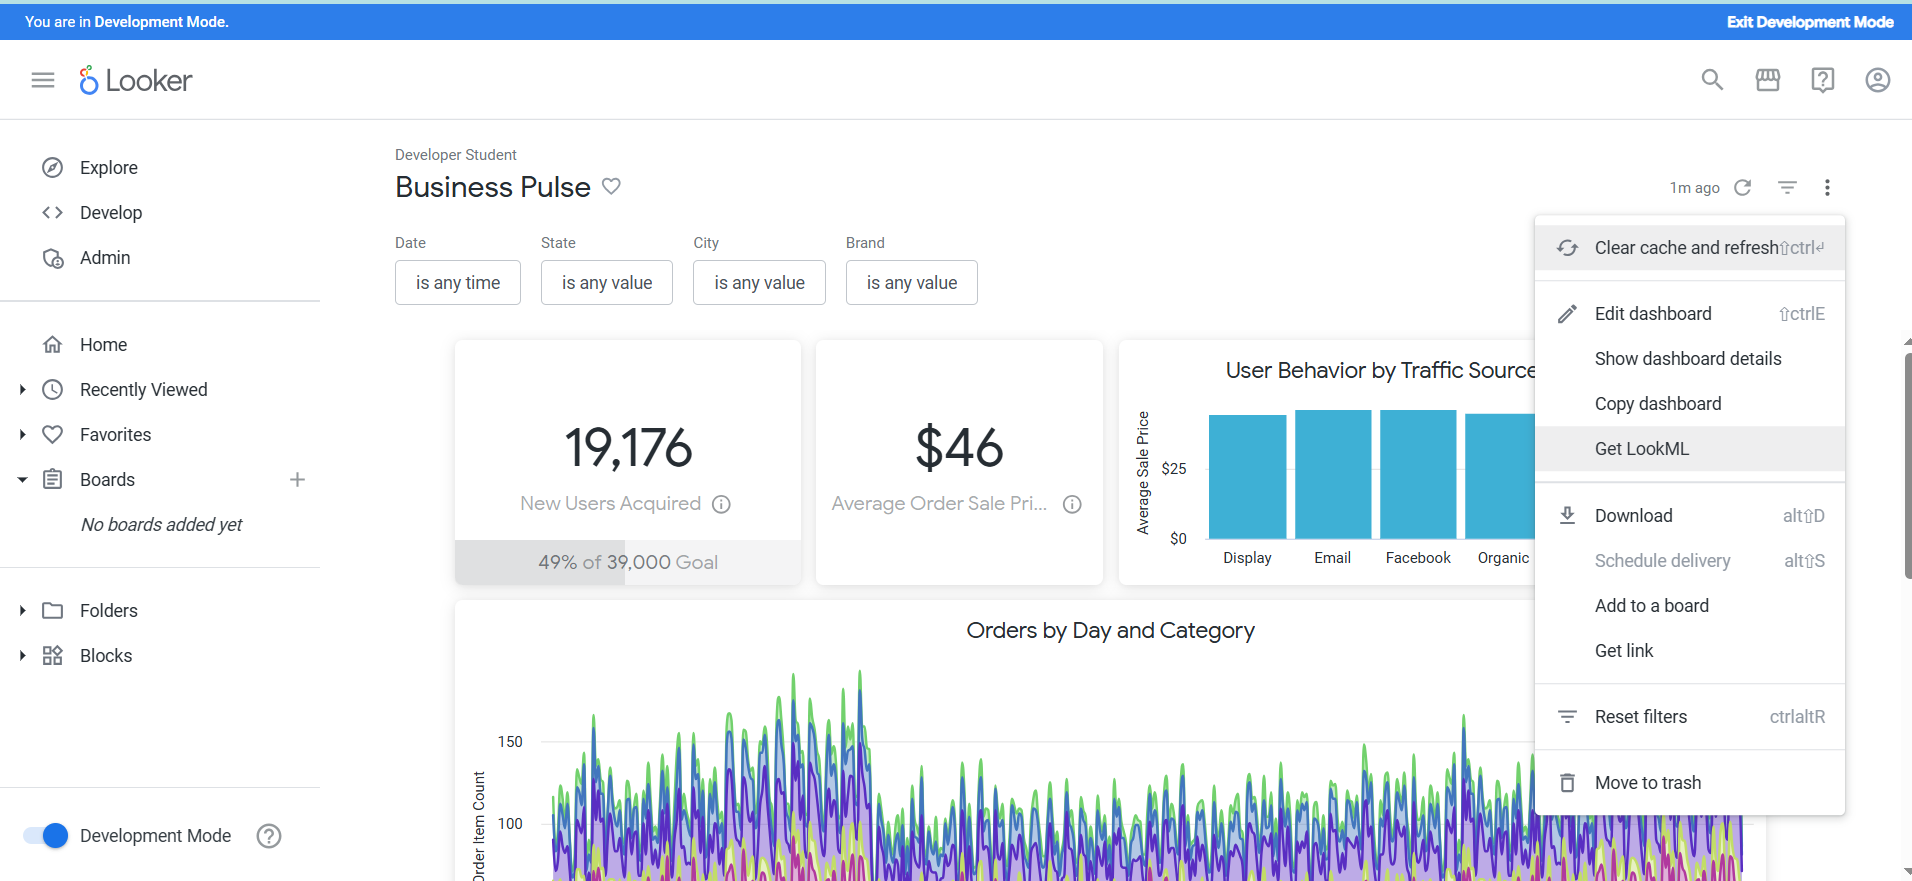 You are in Development Mode.
Exit Development Mode
Looker
Explore
Develop
Admin
Home
Recently Viewed
Favorites
Boards
No boards added yet
Folders
Blocks
Development Mode
Developer Student
Business Pulse
1m ago
Date
State
City
Brand
is any time
is any value
is any value
is any value
19,176
New Users Acquired
49% of 39,000 Goal
$46
Average Order Sale Pri...
User Behavior by Traffic Source
Average Sale Price
$25
$0
Display
Email
Facebook
Organic
Orders by Day and Category
Order Item Count
150
100
Clear cache and refresh⇧ctrl↵
Edit dashboard ⇧ctrlE
Show dashboard details
Copy dashboard
Get LookML
Download alt⇧D
Schedule delivery alt⇧S
Add to a board
Get link
Reset filters ctrlaltR
Move to trash